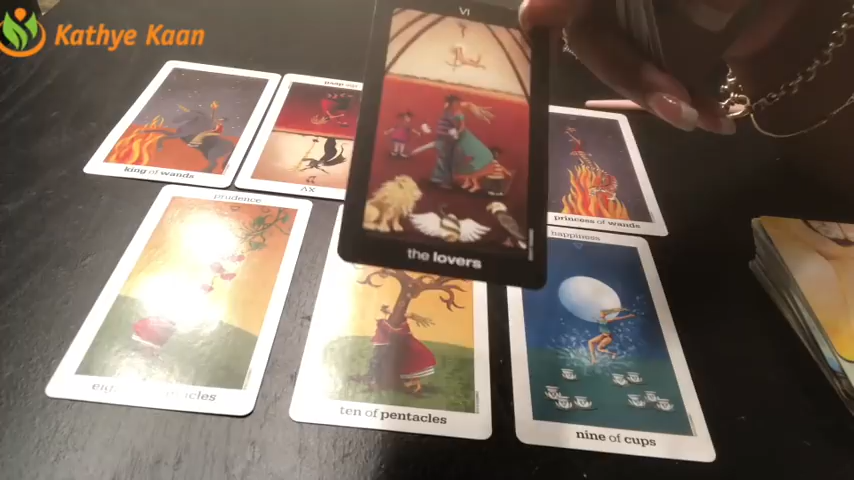 Kathye Kaan
VI
the lovers
king of wands
XV
princess of wands
prudence
happiness
ten of pentacles
nine of cups